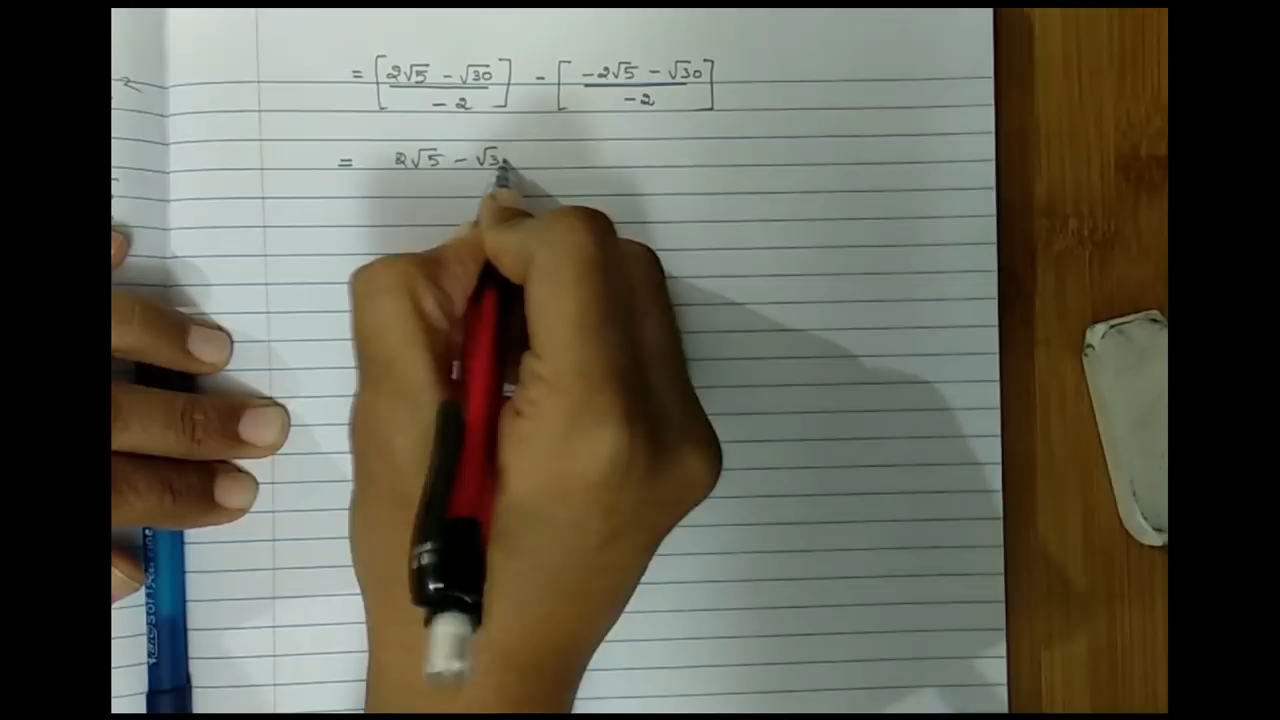 = [2√5 - √30 / -2] - [-2√5 - √30 / -2]
= 2√5 - √3